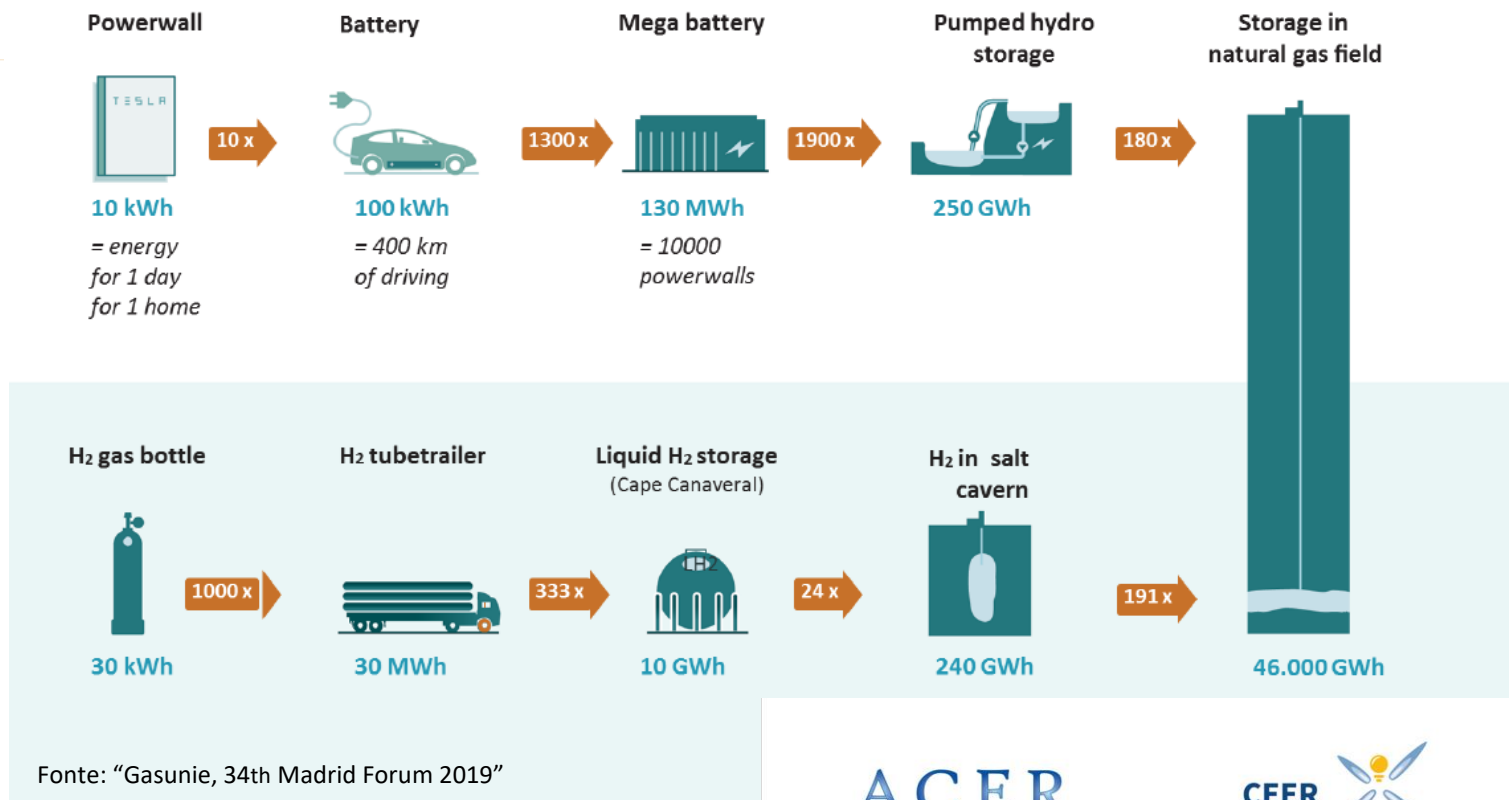 Powerwall
Battery
Mega battery
Pumped hydro
storage
Storage in
natural gas field
TESLA
10 x
1300 x
1900 x
180 x
10 kWh
100 kWh
130 MWh
250 GWh
= energy
for 1 day
for 1 home
= 400 km
of driving
= 10000
powerwalls
H₂ gas bottle
H₂ tubetrailer
Liquid H₂ storage
(Cape Canaveral)
H₂ in salt
cavern
LH2
1000 x
333 x
24 x
191 x
30 kWh
30 MWh
10 GWh
240 GWh
46.000 GWh
Fonte: “Gasunie, 34th Madrid Forum 2019”
ACER
CEER